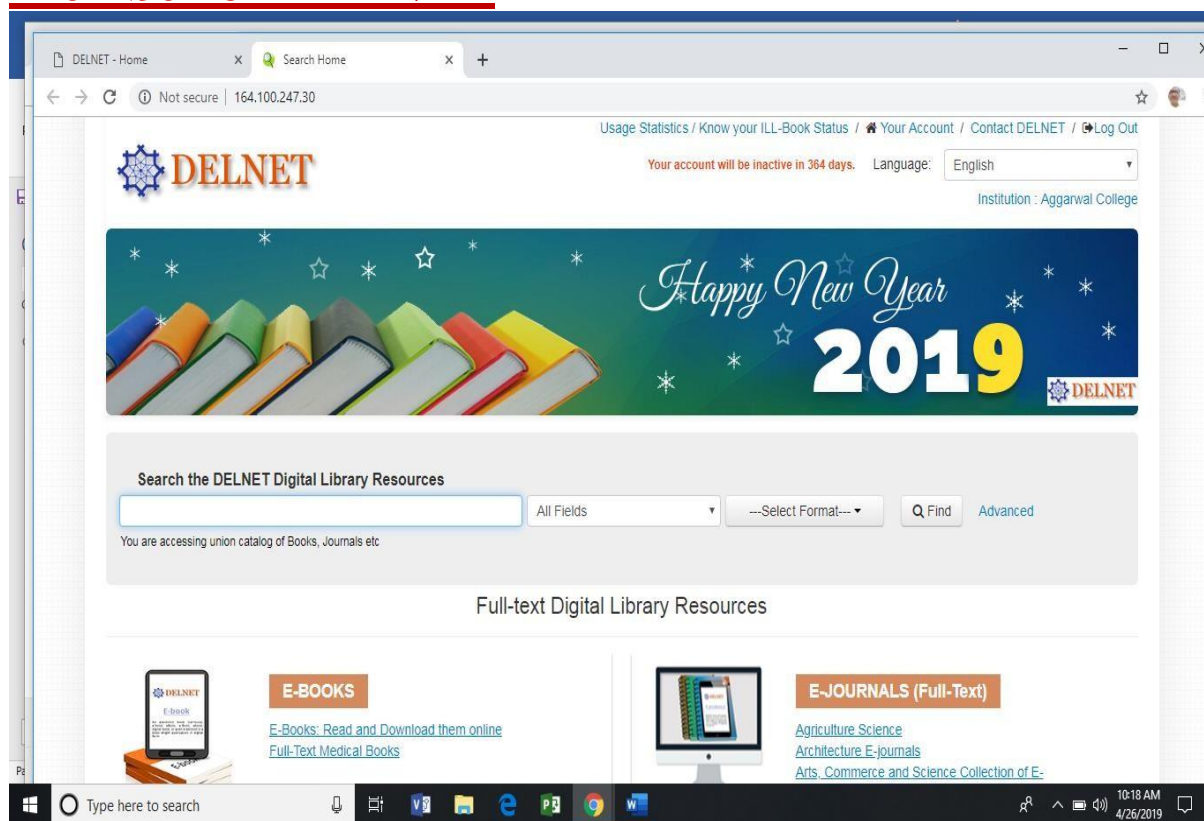 DELNET - Home
Search Home
Not secure | 164.100.247.30
Usage Statistics / Know your ILL-Book Status / Your Account / Contact DELNET / Log Out
DELNET
Your account will be inactive in 364 days. Language: English
Institution : Aggarwal College
Happy New Year
2019
DELNET
Search the DELNET Digital Library Resources
All Fields
---Select Format---
Find
Advanced
You are accessing union catalog of Books, Journals etc
Full-text Digital Library Resources
DELNET
E-book
E-BOOKS
E-Books: Read and Download them online
Full-Text Medical Books
E-JOURNALS (Full-Text)
Agriculture Science
Architecture E-journals
Arts, Commerce and Science Collection of E-
Type here to search
10:18 AM
4/26/2019